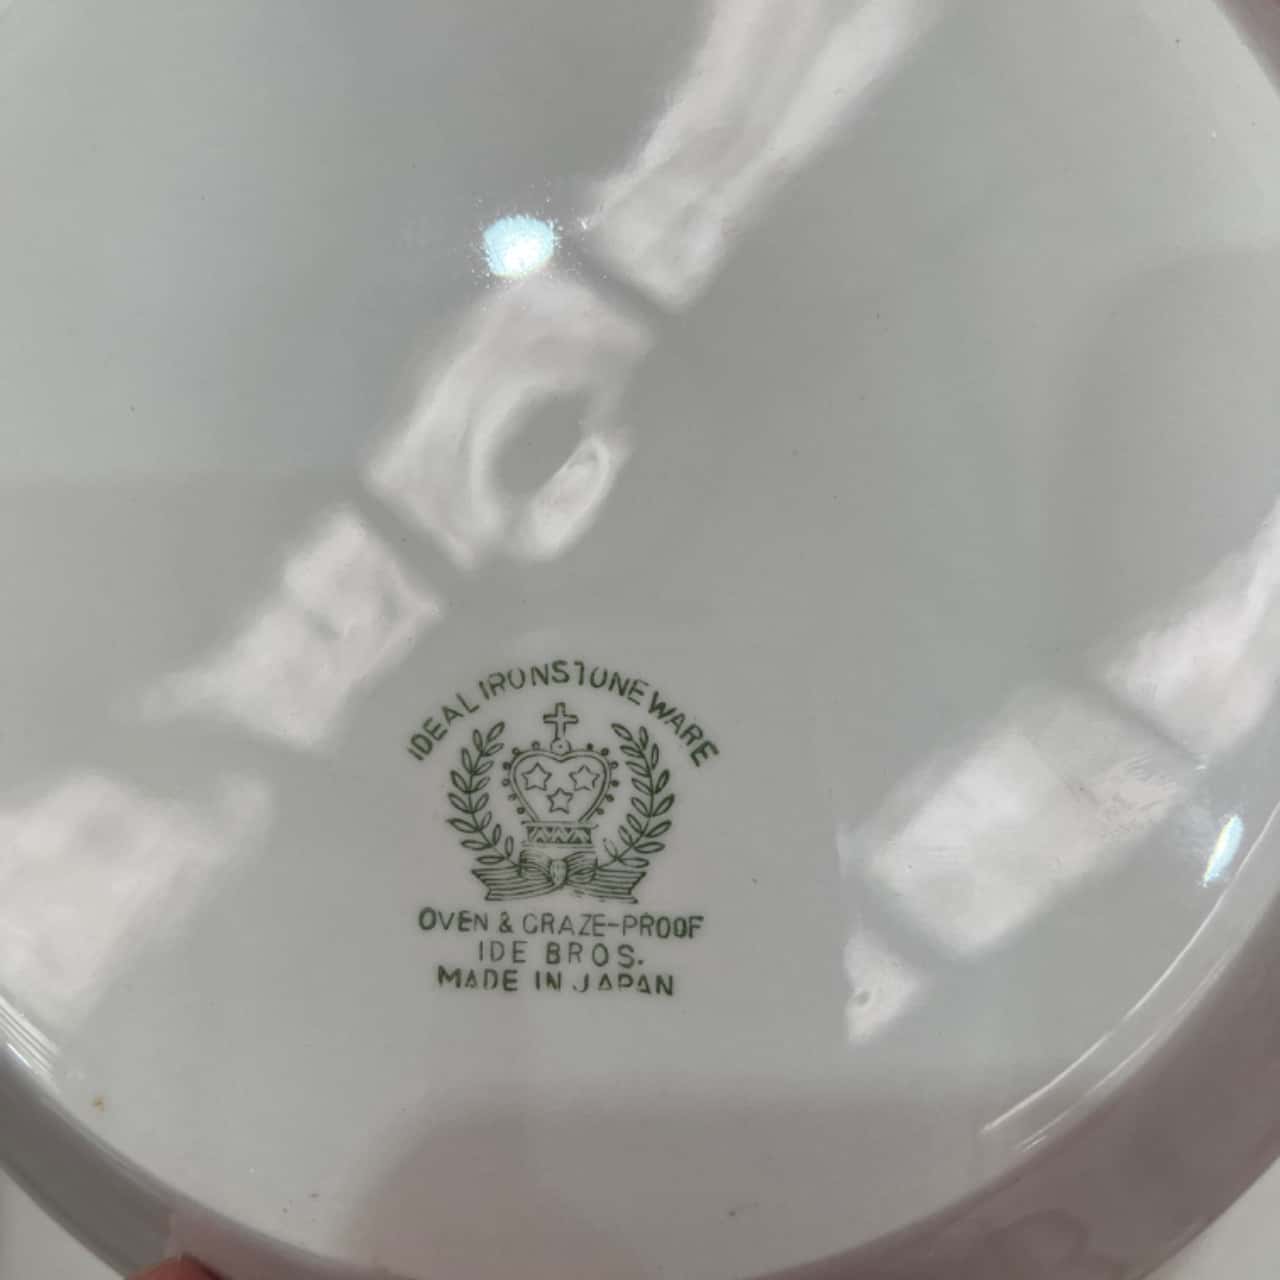 IDEAL IRONSTONE WARE
OVEN & CRAZE-PROOF
IDE BROS.
MADE IN JAPAN